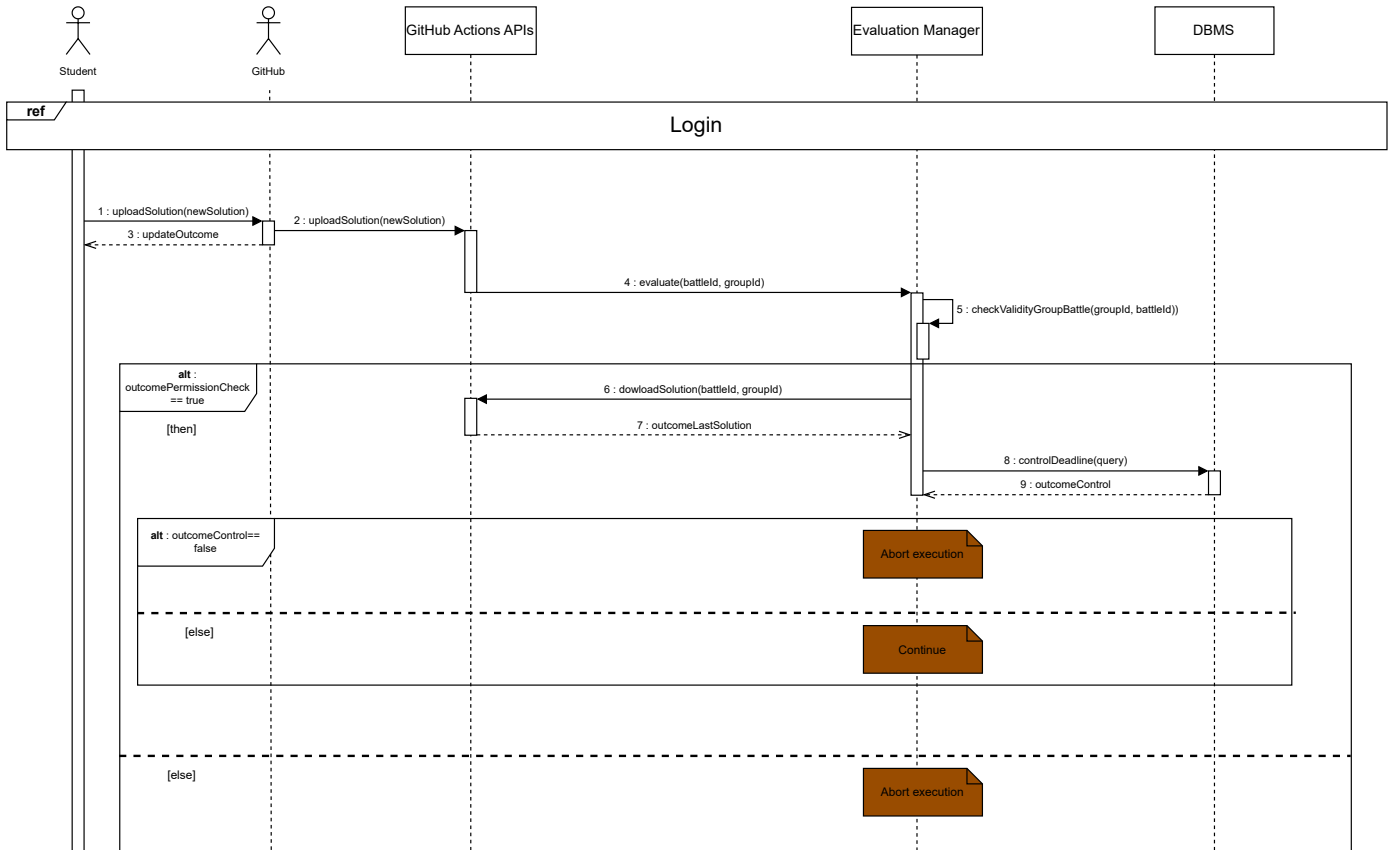 Student
GitHub
GitHub Actions APIs
Evaluation Manager
DBMS
ref
Login
1 : uploadSolution(newSolution)
2 : uploadSolution(newSolution)
3 : updateOutcome
4 : evaluate(battleId, groupId)
5 : checkValidityGroupBattle(groupId, battleId))
alt :
outcomePermissionCheck
== true
[then]
6 : dowloadSolution(battleId, groupId)
7 : outcomeLastSolution
8 : controlDeadline(query)
9 : outcomeControl
alt : outcomeControl==
false
Abort execution
[else]
Continue
[else]
Abort execution